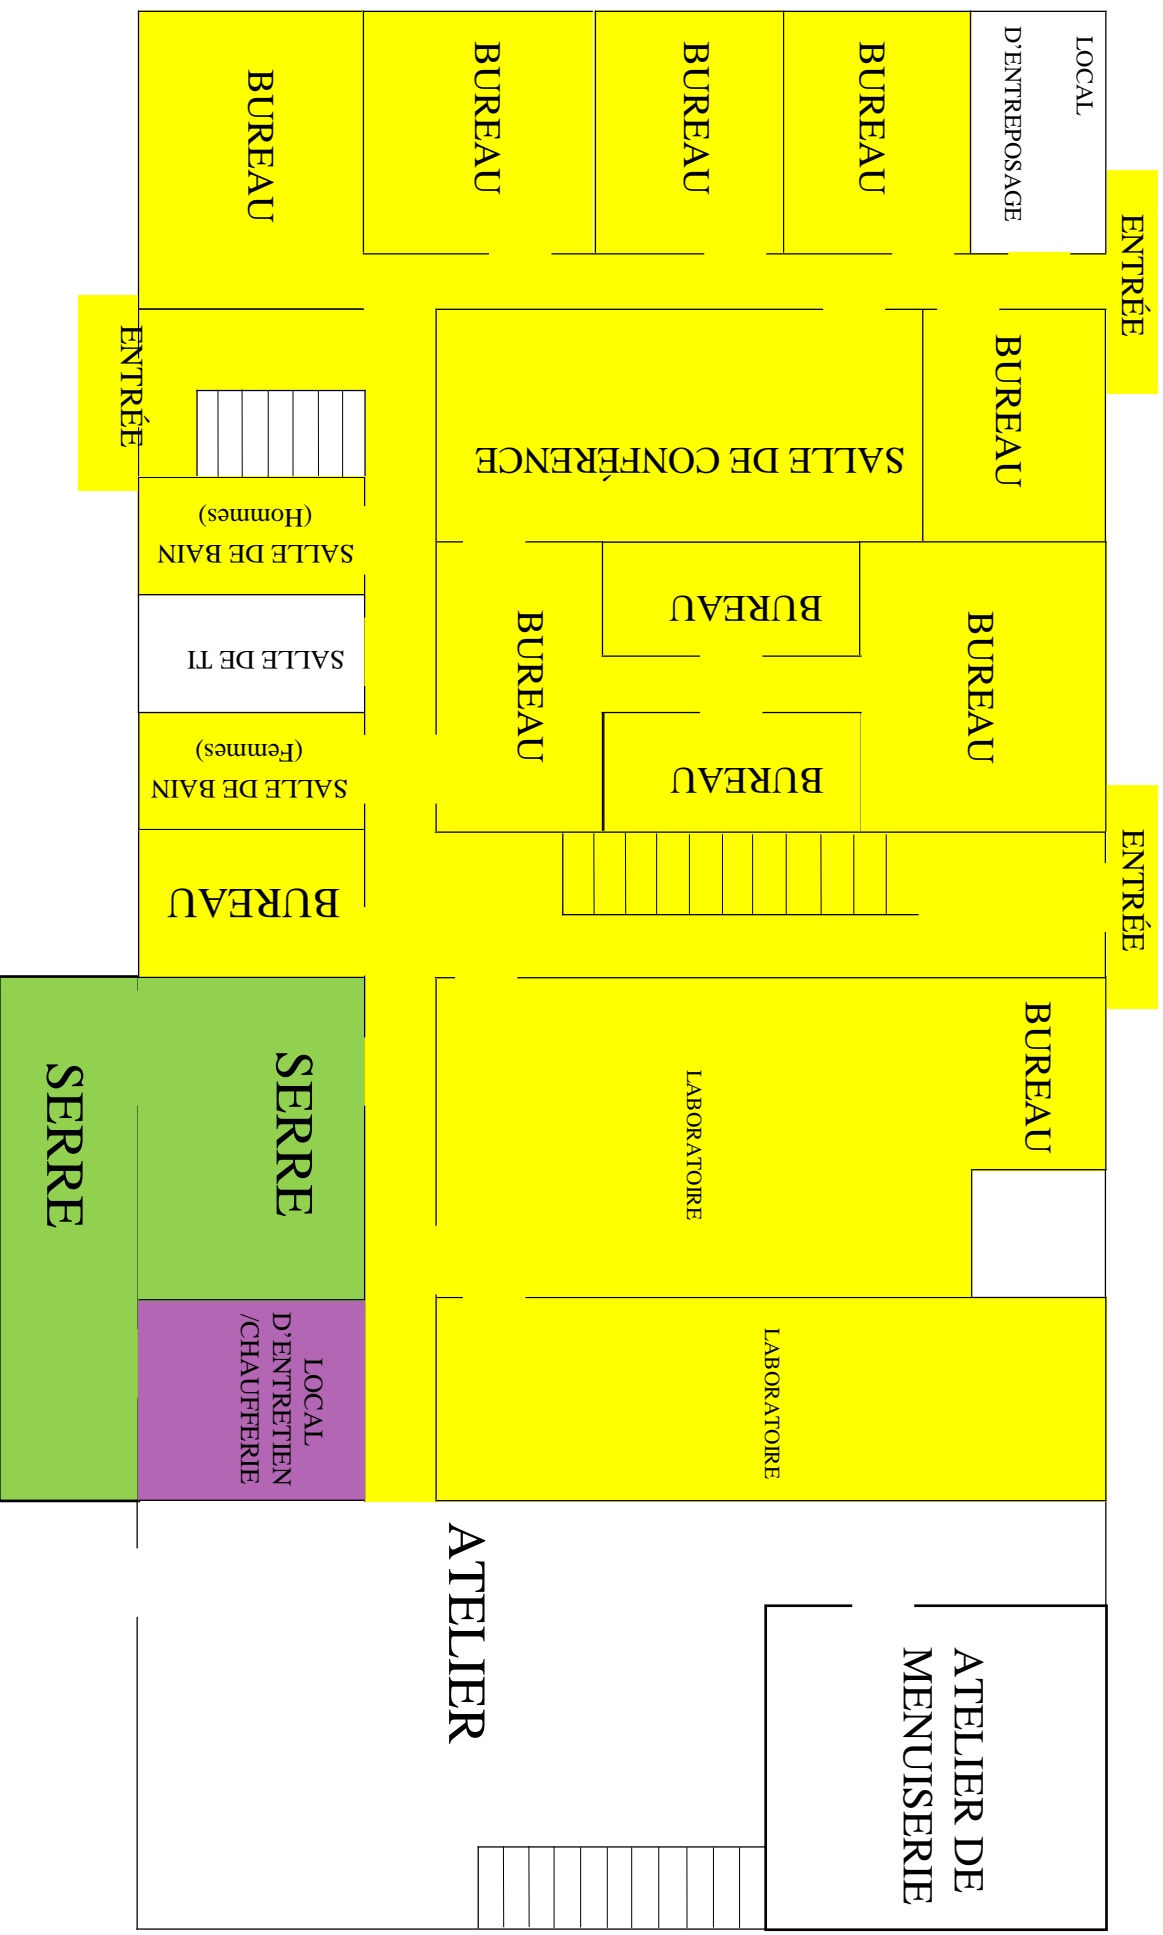 BUREAU
BUREAU
BUREAU
BUREAU
LOCAL
D'ENTREPOSAGE
ENTRÉE
ENTRÉE
SALLE DE CONFÉRENCE
BUREAU
SALLE DE BAIN
(Hommes)
SALLE DE TI
SALLE DE BAIN
(Femmes)
BUREAU
BUREAU
BUREAU
BUREAU
ENTRÉE
BUREAU
SERRE
SERRE
LABORATOIRE
BUREAU
LOCAL
D'ENTRETIEN
/CHAUFFERIE
LABORATOIRE
ATELIER
ATELIER DE
MENUISERIE